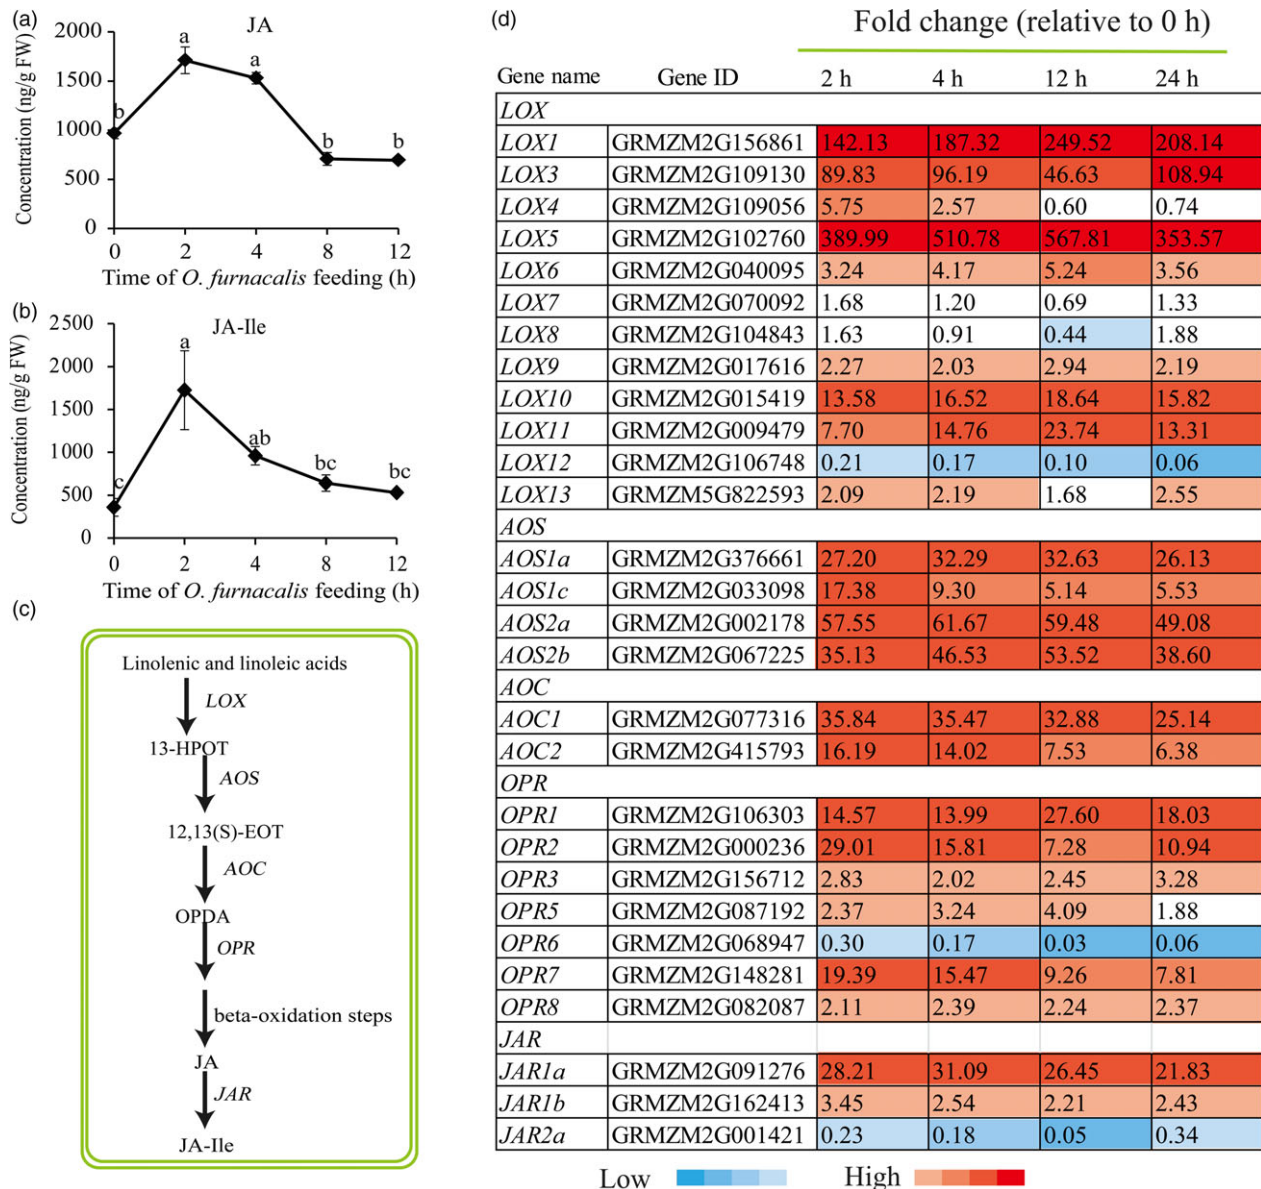 (a)
JA
Concentration (ng/g FW)
2000
1500
1000
500
0
b
a
a
b
b
0 2 4 8 12
Time of O. furnacalis feeding (h)
(b)
JA-Ile
Concentration (ng/g FW)
2500
2000
1500
1000
500
0
c
a
ab
bc
bc
0 2 4 8 12
Time of O. furnacalis feeding (h)
(c)
Linolenic and linoleic acids
LOX
13-HPOT
AOS
12,13(S)-EOT
AOC
OPDA
OPR
beta-oxidation steps
JA
JAR
JA-Ile
(d)
Fold change (relative to 0 h)
Gene name Gene ID 2 h 4 h 12 h 24 h
LOX
LOX1 GRMZM2G156861 142.13 187.32 249.52 208.14
LOX3 GRMZM2G109130 89.83 96.19 46.63 108.94
LOX4 GRMZM2G109056 5.75 2.57 0.60 0.74
LOX5 GRMZM2G102760 389.99 510.78 567.81 353.57
LOX6 GRMZM2G040095 3.24 4.17 5.24 3.56
LOX7 GRMZM2G070092 1.68 1.20 0.69 1.33
LOX8 GRMZM2G104843 1.63 0.91 0.44 1.88
LOX9 GRMZM2G017616 2.27 2.03 2.94 2.19
LOX10 GRMZM2G015419 13.58 16.52 18.64 15.82
LOX11 GRMZM2G009479 7.70 14.76 23.74 13.31
LOX12 GRMZM2G106748 0.21 0.17 0.10 0.06
LOX13 GRMZM5G822593 2.09 2.19 1.68 2.55
AOS
AOS1a GRMZM2G376661 27.20 32.29 32.63 26.13
AOS1c GRMZM2G033098 17.38 9.30 5.14 5.53
AOS2a GRMZM2G002178 57.55 61.67 59.48 49.08
AOS2b GRMZM2G067225 35.13 46.53 53.52 38.60
AOC
AOC1 GRMZM2G077316 35.84 35.47 32.88 25.14
AOC2 GRMZM2G415793 16.19 14.02 7.53 6.38
OPR
OPR1 GRMZM2G106303 14.57 13.99 27.60 18.03
OPR2 GRMZM2G000236 29.01 15.81 7.28 10.94
OPR3 GRMZM2G156712 2.83 2.02 2.45 3.28
OPR5 GRMZM2G087192 2.37 3.24 4.09 1.88
OPR6 GRMZM2G068947 0.30 0.17 0.03 0.06
OPR7 GRMZM2G148281 19.39 15.47 9.26 7.81
OPR8 GRMZM2G082087 2.11 2.39 2.24 2.37
JAR
JAR1a GRMZM2G091276 28.21 31.09 26.45 21.83
JAR1b GRMZM2G162413 3.45 2.54 2.21 2.43
JAR2a GRMZM2G001421 0.23 0.18 0.05 0.34
Low High